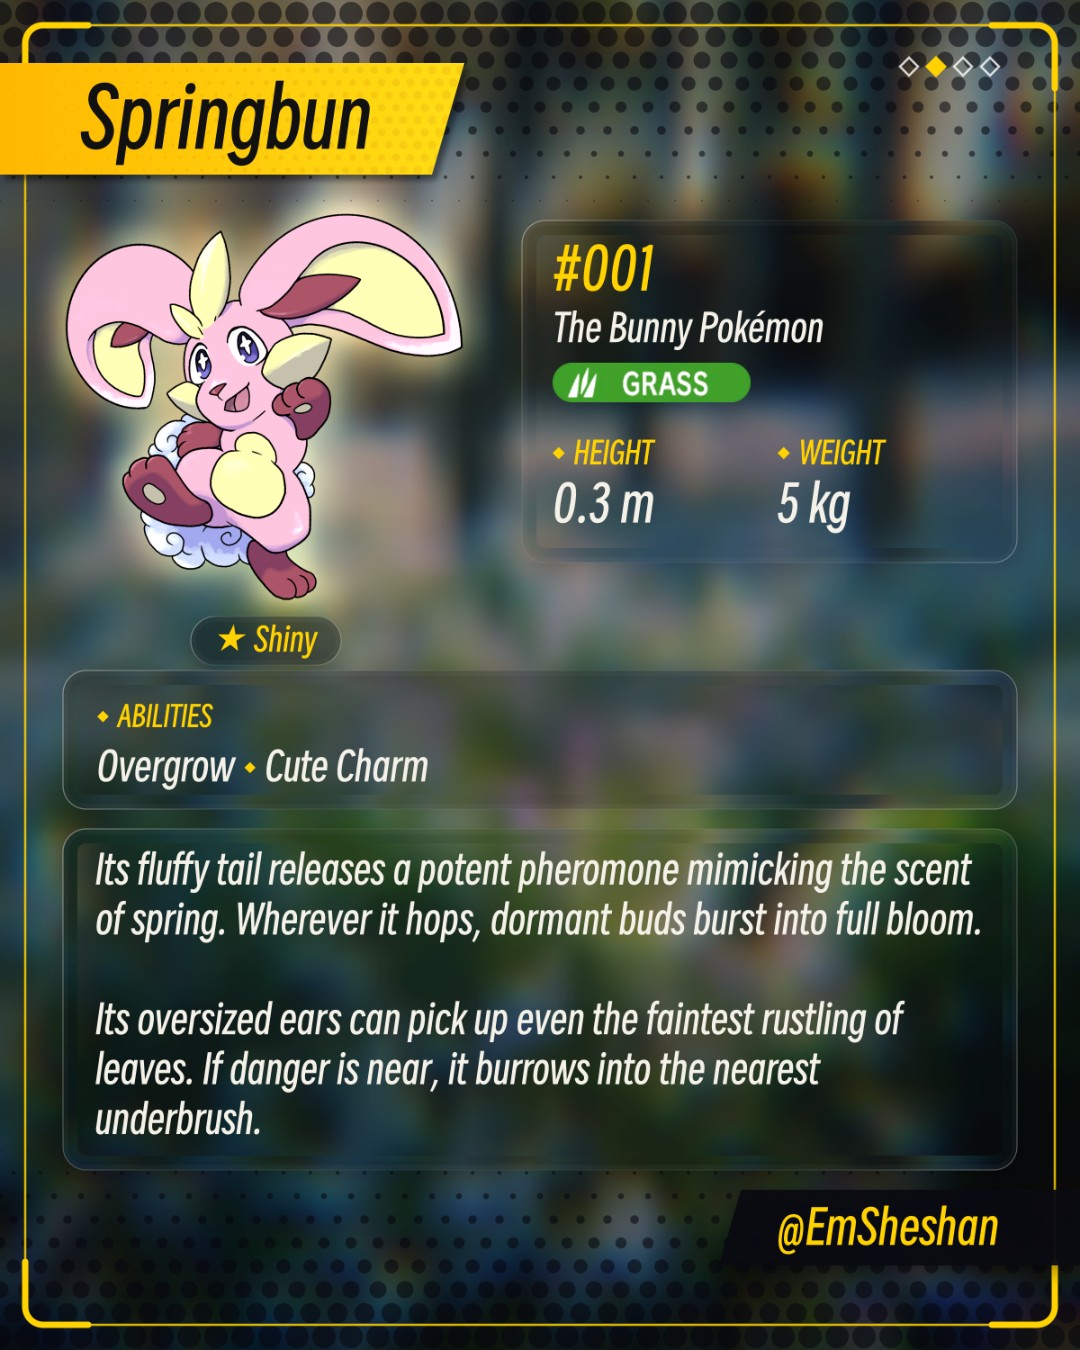 Springbun
#001
The Bunny Pokémon
GRASS
HEIGHT
WEIGHT
0.3 m
5 kg
Shiny
ABILITIES
Overgrow • Cute Charm
Its fluffy tail releases a potent pheromone mimicking the scent
of spring. Wherever it hops, dormant buds burst into full bloom.
Its oversized ears can pick up even the faintest rustling of
leaves. If danger is near, it burrows into the nearest
underbrush.
@EmSheshan